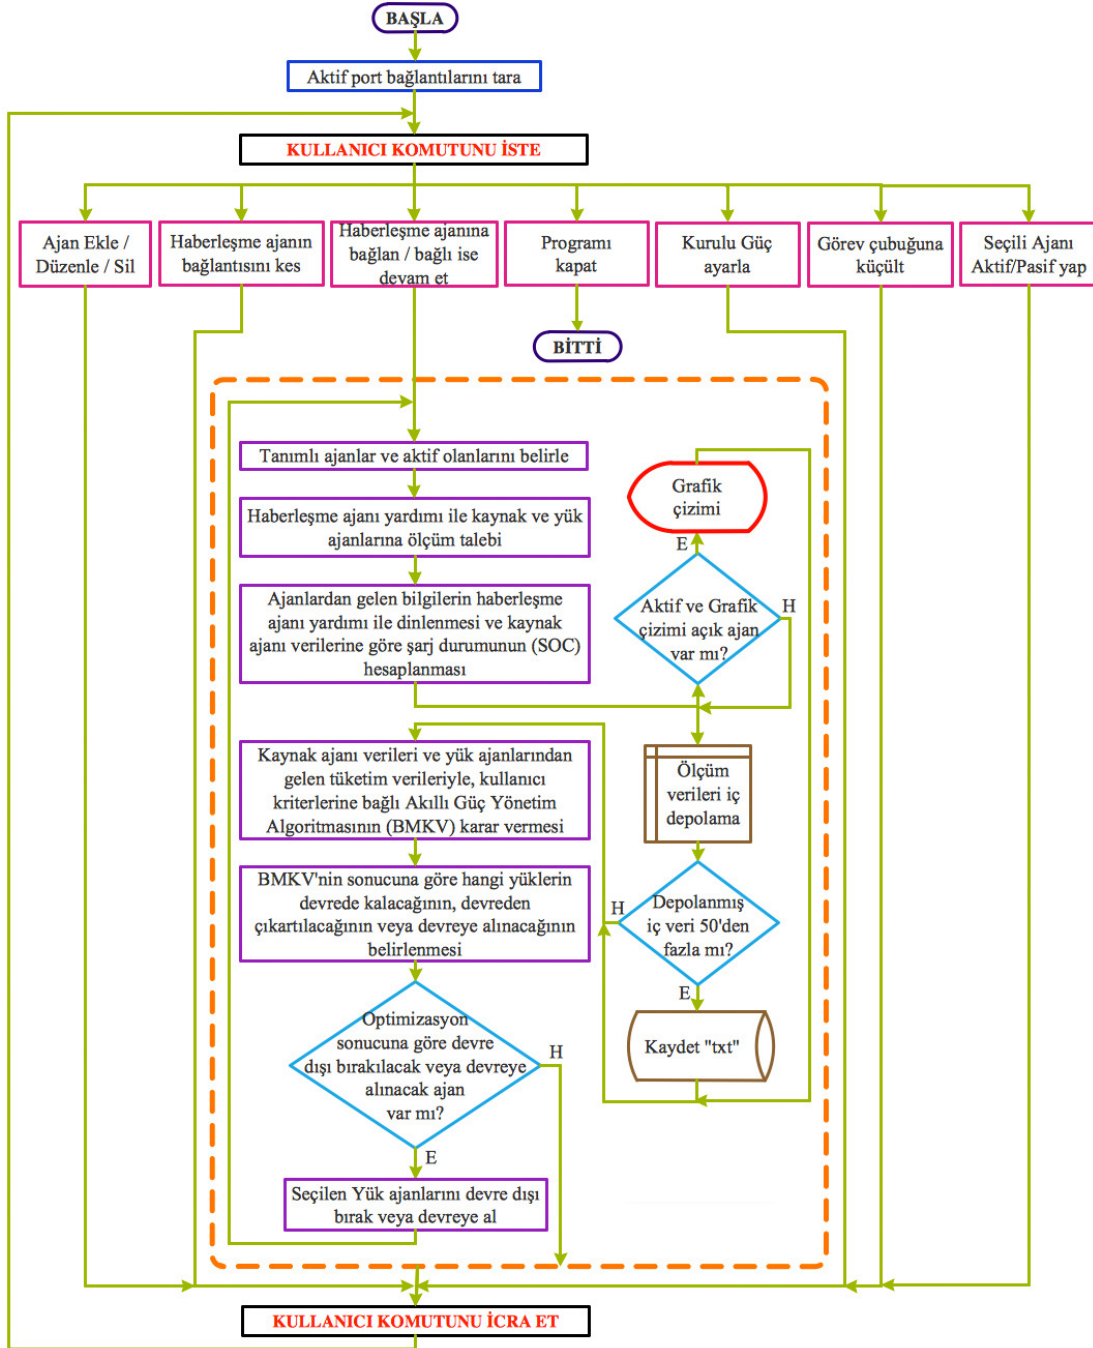 BAŞLA
Aktif port bağlantılarını tara
KULLANICI KOMUTUNU İSTE
Ajan Ekle /
Düzenle / Sil
Haberleşme ajanın
bağlantısını kes
Haberleşme ajanına
bağlan / bağlı ise
devam et
Programı
kapat
Kurulu Güç
ayarla
Görev çubuğuna
küçült
Seçili Ajanı
Aktif/Pasif yap
BİTTİ
Tanımlı ajanlar ve aktif olanlarını belirle
Haberleşme ajanı yardımı ile kaynak ve yük
ajanlarına ölçüm talebi
Ajanlardan gelen bilgilerin haberleşme
ajanı yardımı ile dinlenmesi ve kaynak
ajanı verilerine göre şarj durumunun (SOC)
hesaplanması
Grafik
çizimi
E
Aktif ve Grafik
çizimi açık ajan
var mı?
H
Kaynak ajanı verileri ve yük ajanlarından
gelen tüketim verileriyle, kullanıcı
kriterlerine bağlı Akıllı Güç Yönetim
Algoritmasının (BMKV) karar vermesi
Ölçüm
verileri iç
depolama
BMKV'nin sonucuna göre hangi yüklerin
devrede kalacağının, devreden
çıkartılacağının veya devreye alınacağının
belirlenmesi
H
Depolanmış
iç veri 50'den
fazla mı?
E
Kaydet "txt"
Optimizasyon
sonucuna göre devre
dışı bırakılacak veya devreye
alınacak ajan
var mı?
H
E
Seçilen Yük ajanlarını devre dışı
bırak veya devreye al
KULLANICI KOMUTUNU İCRA ET